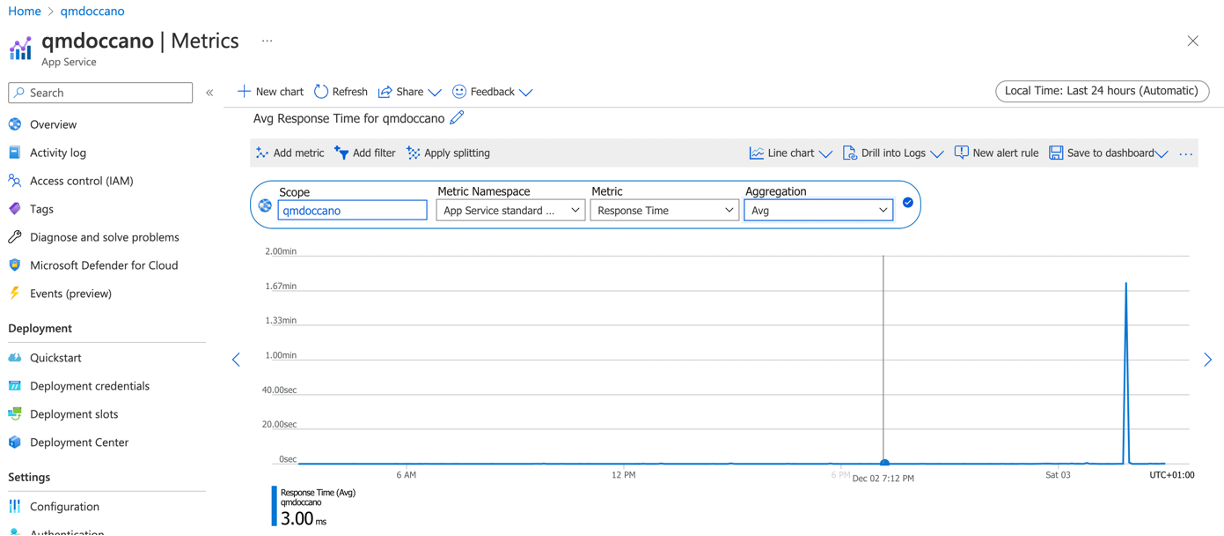 Home > qmdoccano
qmdoccano | Metrics ...
App Service
Search «
New chart Refresh Share Feedback Local Time: Last 24 hours (Automatic)
Avg Response Time for qmdoccano
Add metric Add filter Apply splitting Line chart Drill into Logs New alert rule Save to dashboard ...
Scope Metric Namespace Metric Aggregation
qmdoccano App Service standard ... Response Time Avg
Overview
Activity log
Access control (IAM)
Tags
Diagnose and solve problems
Microsoft Defender for Cloud
Events (preview)
Deployment
Quickstart
Deployment credentials
Deployment slots
Deployment Center
Settings
Configuration
Authentication
2.00min
1.67min
1.33min
1.00min
40.00sec
20.00sec
0sec
6 AM 12 PM 6 PM Dec 02 7:12 PM Sat 03 UTC+01:00
Response Time (Avg)
qmdoccano
3.00 ms